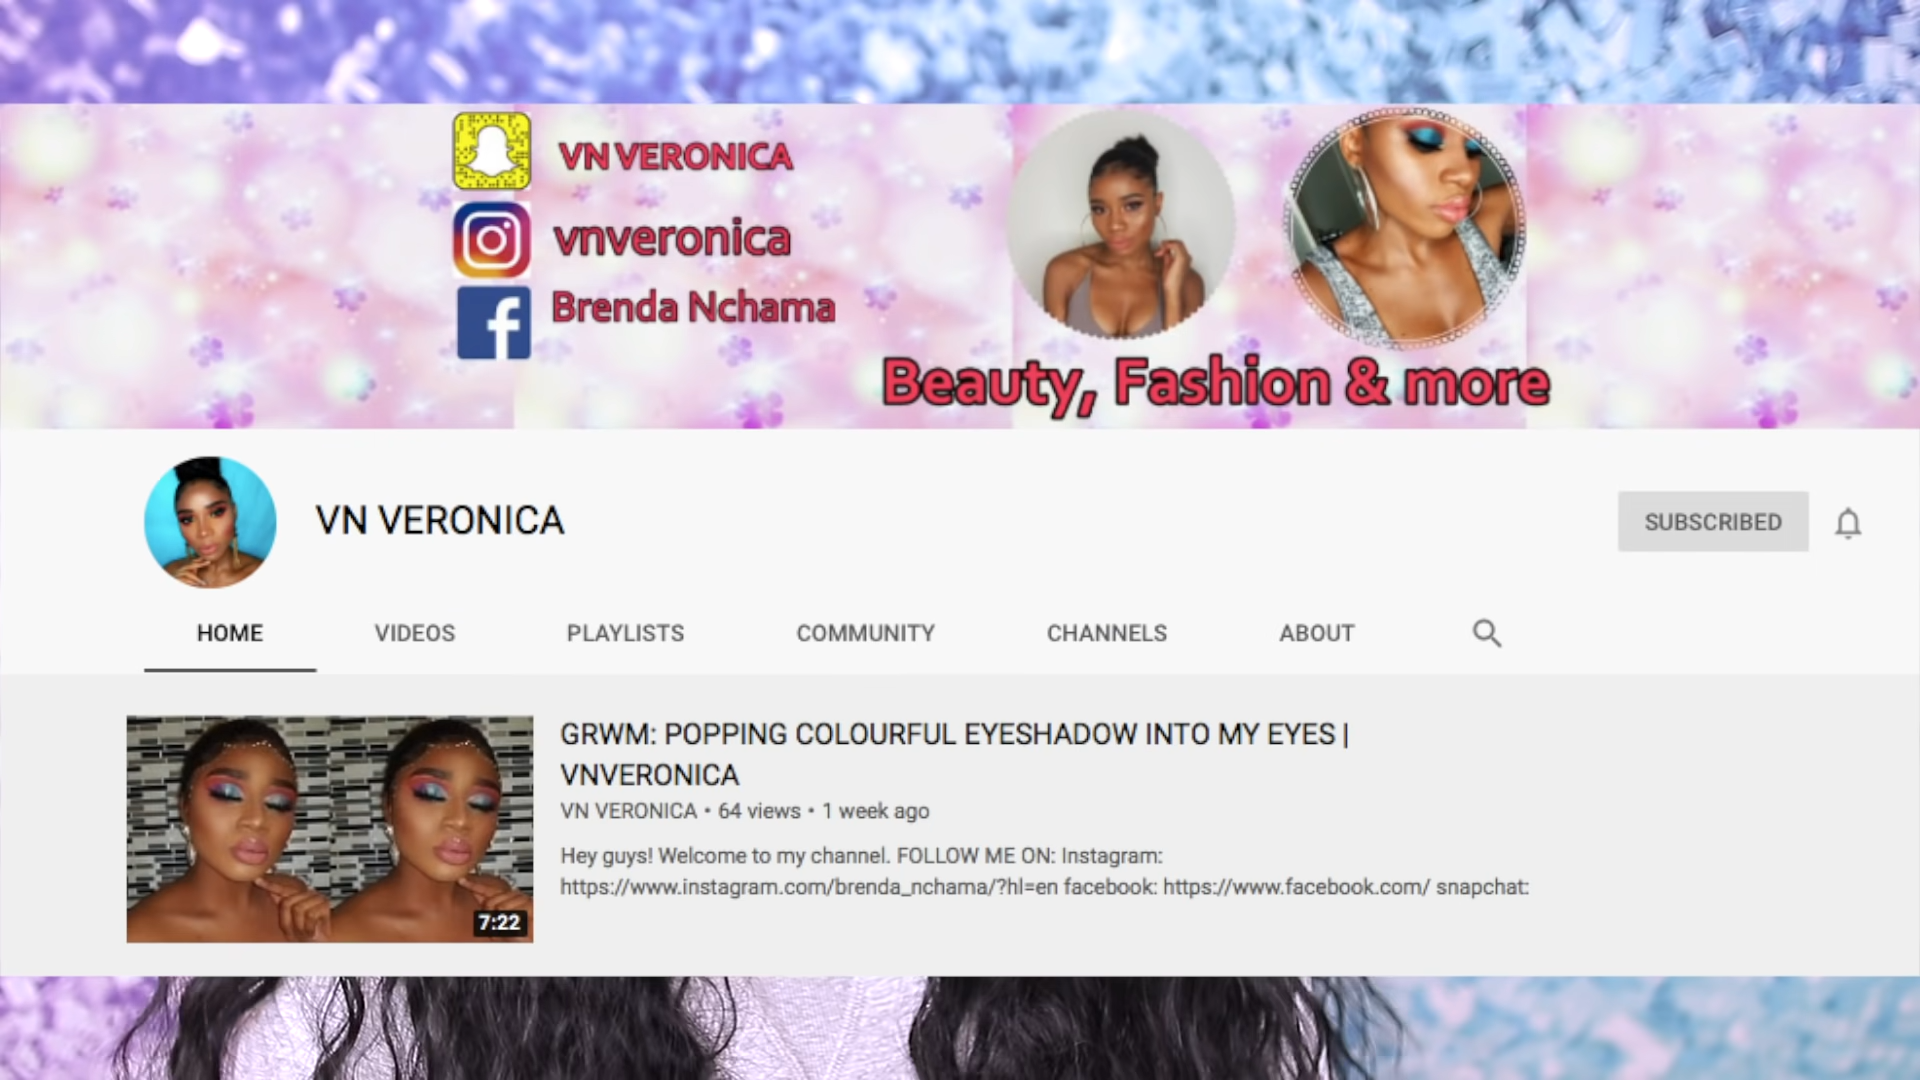 VN VERONICA
vnveronica
Brenda Nchama
Beauty, Fashion & more
VN VERONICA
SUBSCRIBED
HOME VIDEOS PLAYLISTS COMMUNITY CHANNELS ABOUT
GRWM: POPPING COLOURFUL EYESHADOW INTO MY EYES |
VNVERONICA
VN VERONICA • 64 views • 1 week ago
Hey guys! Welcome to my channel. FOLLOW ME ON: Instagram:
https://www.instagram.com/brenda_nchama/?hl=en facebook: https://www.facebook.com/ snapchat:
7:22